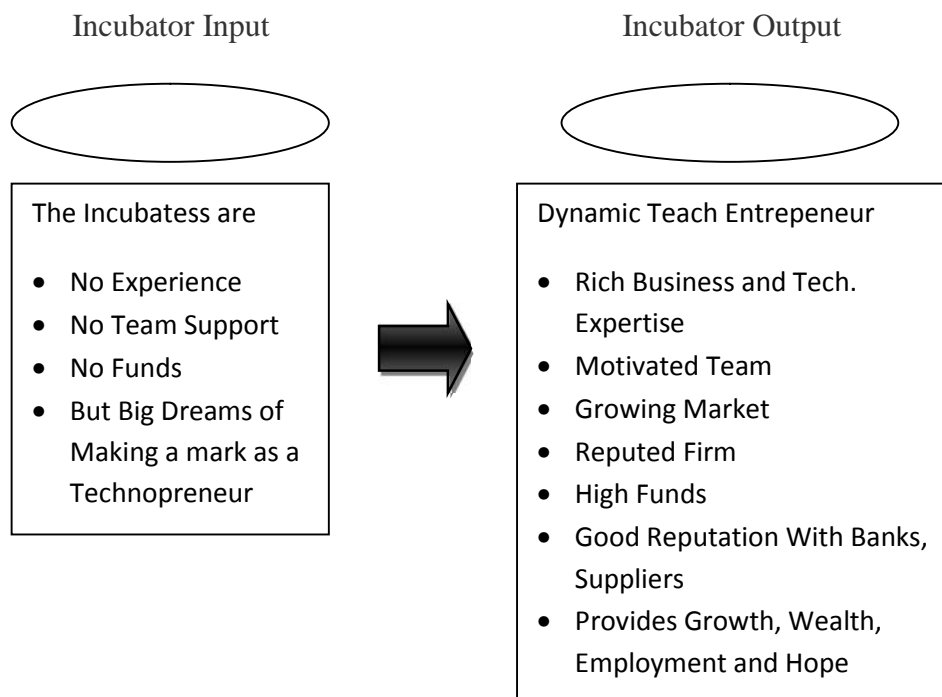 Incubator Input
Incubator Output
The Incubatess are
• No Experience
• No Team Support
• No Funds
• But Big Dreams of
Making a mark as a
Technopreneur
Dynamic Teach Entrepeneur
• Rich Business and Tech.
Expertise
• Motivated Team
• Growing Market
• Reputed Firm
• High Funds
• Good Reputation With Banks,
Suppliers
• Provides Growth, Wealth,
Employment and Hope